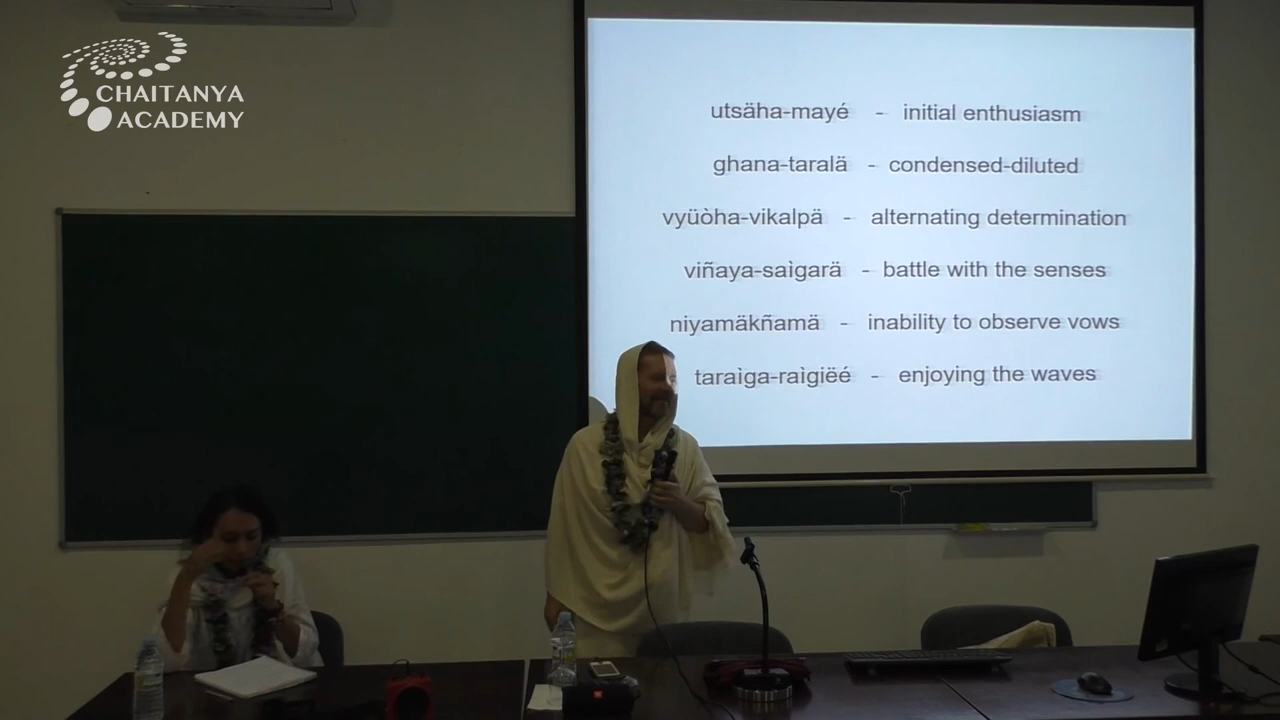 CHAITANYA
ACADEMY
utsäha-mayé - initial enthusiasm
ghana-taralä - condensed-diluted
vyüòha-vikalpä - alternating determination
viñaya-saìgarä - battle with the senses
niyamäkñamä - inability to observe vows
taraìga-raìgiëé - enjoying the waves